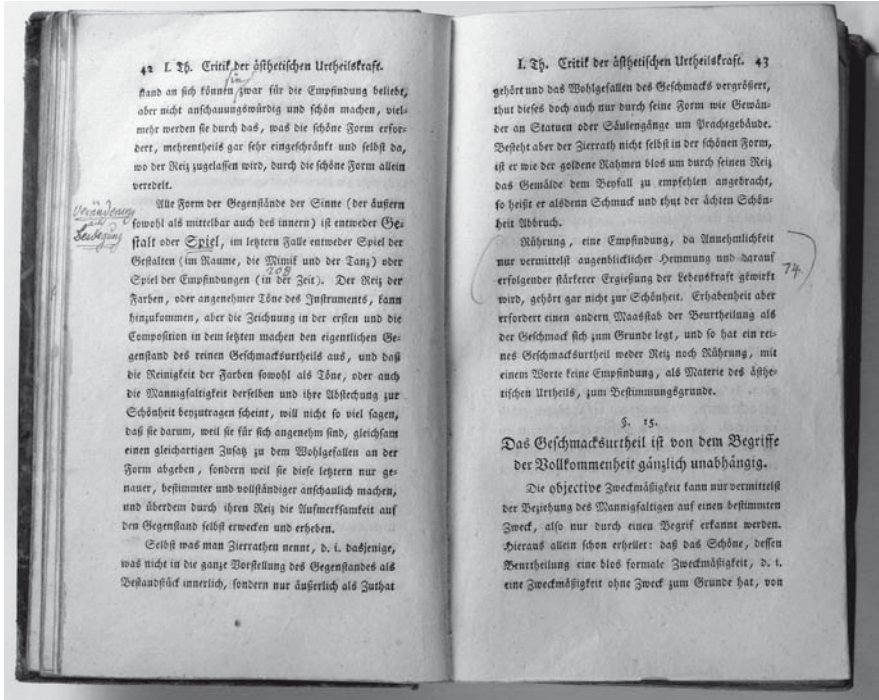 42 I. Th. Critik der ästhetischen Urtheilskraft.
sie
stand an sich können zwar für die Empfindung beliebt,
aber nicht anschauungswürdig und schön machen, viel-
mehr werden sie durch das, was die schöne Form erfor-
dert, mehrentheils gar sehr eingeschränkt und selbst da,
wo der Reiz zugelassen wird, durch die schöne Form allein
veredelt.
Alle Form der Gegenstände der Sinne (der äußern
sowohl als mittelbar auch des innern) ist entweder Ge-
stalt oder Spiel, im letztern Falle entweder Spiel der
Gestalten (im Raume, die Mimik und der Tanz) oder
Spiel der Empfindungen (in der Zeit). Der Reiz der
Farben, oder angenehmer Töne des Instruments, kann
hinzukommen, aber die Zeichnung in der ersten und die
Composition in dem letzten machen den eigentlichen Ge-
genstand des reinen Geschmacksurtheils aus, und daß
die Reinigkeit der Farben sowohl als Töne, oder auch
die Mannigfaltigkeit derselben und ihre Abstechung zur
Schönheit beyzutragen scheint, will nicht so viel sagen,
daß sie darum, weil sie für sich angenehm sind, gleichsam
einen gleichartigen Zusatz zu dem Wohlgefallen an der
Form abgeben, sondern weil sie diese letztern nur ge-
nauer, bestimmter und vollständiger anschaulich machen,
und überdem durch ihren Reiz die Aufmerksamkeit auf
den Gegenstand selbst erwecken und erheben.
Selbst was man Zierrathen nennt, d. i. dasjenige,
was nicht in die ganze Vorstellung des Gegenstandes als
Bestandstück innerlich, sondern nur äußerlich als Zuthat
Veränderung
Bewegung
208
I. Th. Critik der ästhetischen Urtheilskraft. 43
gehört und das Wohlgefallen des Geschmacks vergrößert,
thut dieses doch auch nur durch seine Form wie Gewän-
der an Statuen oder Säulengänge um Prachtgebäude.
Besteht aber der Zierrath nicht selbst in der schönen Form,
ist er wie der goldene Rahmen blos um durch seinen Reiz
das Gemälde dem Beyfall zu empfehlen angebracht,
so heißt er alsdenn Schmuck und thut der ächten Schön-
heit Abbruch.
Rührung, eine Empfindung, da Annehmlichkeit
nur vermittelst augenblicklicher Hemmung und darauf
erfolgender stärkerer Ergießung der Lebenskraft gewirkt
wird, gehört gar nicht zur Schönheit. Erhabenheit aber
erfordert einen andern Maasstab der Beurtheilung als
der Geschmack sich zum Grunde legt, und so hat ein rei-
nes Geschmacksurtheil weder Reiz noch Rührung, mit
einem Worte keine Empfindung, als Materie des ästhe-
tischen Urtheils, zum Bestimmungsgrunde.
74.
§. 15.
Das Geschmacksurtheil ist von dem Begriffe
der Vollkommenheit gänzlich unabhängig.
Die objective Zweckmäßigkeit kann nur vermittelst
der Beziehung des Mannigfaltigen auf einen bestimmten
Zweck, also nur durch einen Begrif erkannt werden.
Hieraus allein schon erhellet: daß das Schöne, dessen
Beurtheilung eine blos formale Zweckmäßigkeit, d. i.
eine Zweckmäßigkeit ohne Zweck zum Grunde hat, von